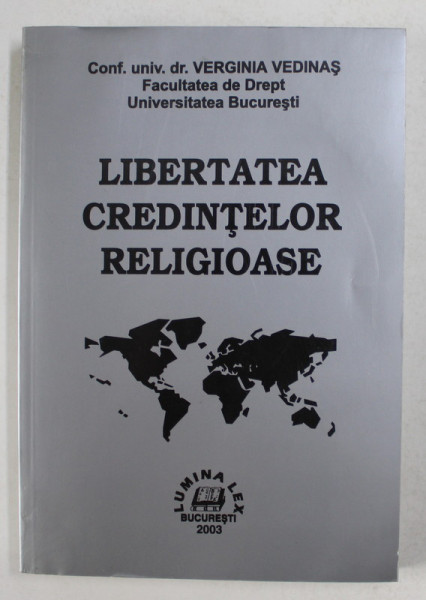 Conf. univ. dr. VERGINIA VEDINAŞ
Facultatea de Drept
Universitatea Bucureşti
LIBERTATEA
CREDINŢELOR
RELIGIOASE
LUMINA LEX
BUCUREŞTI
2003